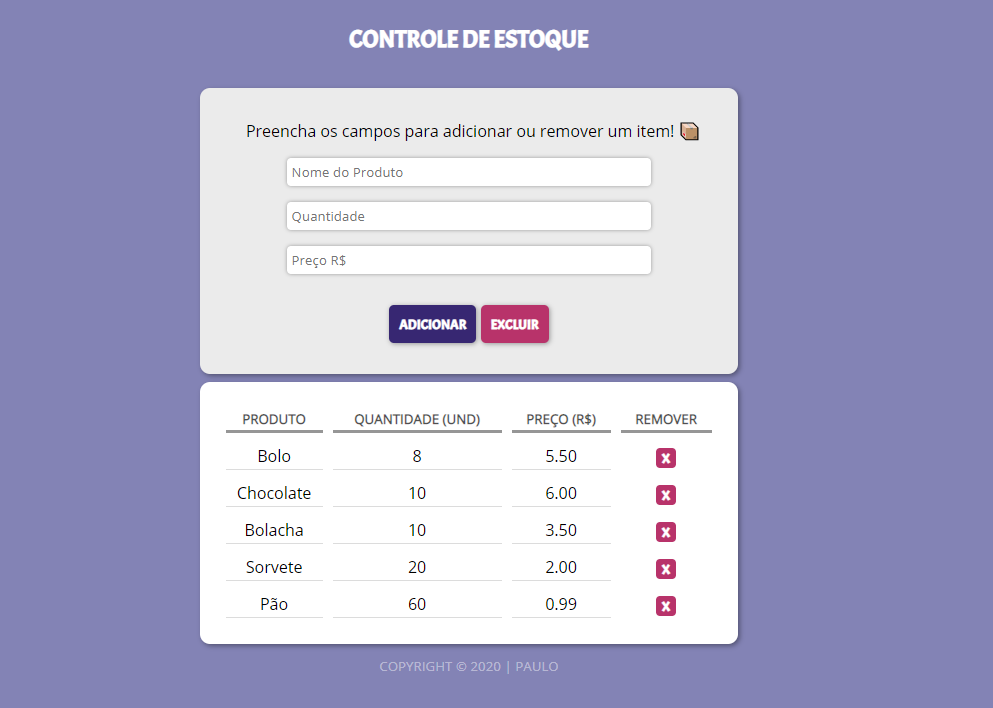 CONTROLE DE ESTOQUE
Preencha os campos para adicionar ou remover um item!
Nome do Produto
Quantidade
Preço R$
ADICIONAR EXCLUIR
PRODUTO QUANTIDADE (UND) PREÇO (R$) REMOVER
Bolo 8 5.50 X
Chocolate 10 6.00 X
Bolacha 10 3.50 X
Sorvete 20 2.00 X
Pão 60 0.99 X
COPYRIGHT © 2020 | PAULO